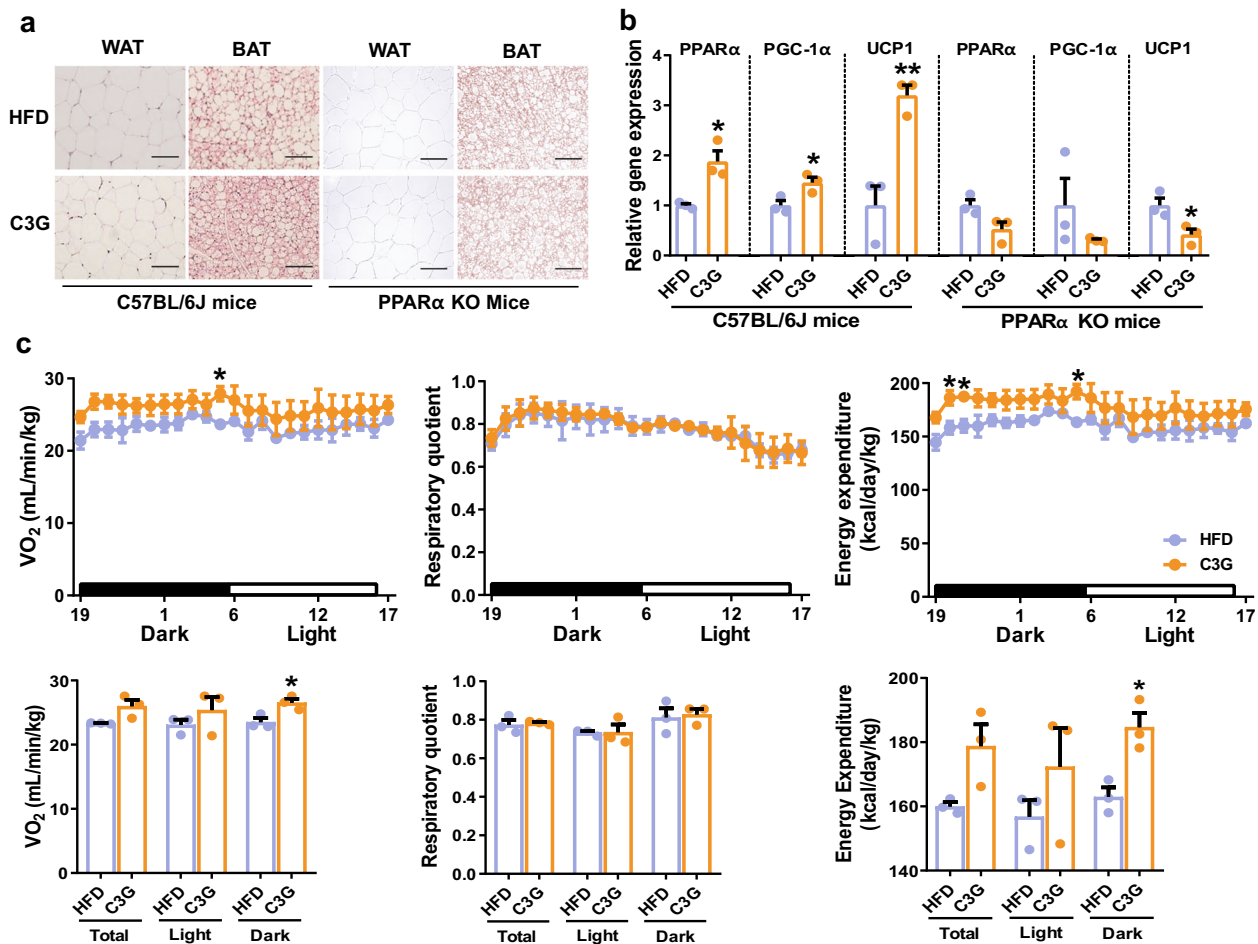 a
WAT BAT WAT BAT
HFD
C3G
C57BL/6J mice PPARα KO Mice
b
PPARα PGC-1α UCP1 PPARα PGC-1α UCP1
Relative gene expression
4
3
2
1
0
* * ** *
HFD C3G HFD C3G HFD C3G HFD C3G HFD C3G HFD C3G
C57BL/6J mice PPARα KO mice
c
VO2 (mL/min/kg)
30
20
10
0
*
19 1 6 12 17
Dark Light
Respiratory quotient
1.0
0.8
0.6
0.4
0.2
0.0
19 1 6 12 17
Dark Light
Energy expenditure
(kcal/day/kg)
200
150
100
50
0
** *
HFD
C3G
19 1 6 12 17
Dark Light
VO2 (mL/min/kg)
30
20
10
0
*
HFD C3G HFD C3G HFD C3G
Total Light Dark
Respiratory quotient
1.0
0.8
0.6
0.4
0.2
0.0
HFD C3G HFD C3G HFD C3G
Total Light Dark
Energy Expenditure
(kcal/day/kg)
200
180
160
140
*
HFD C3G HFD C3G HFD C3G
Total Light Dark